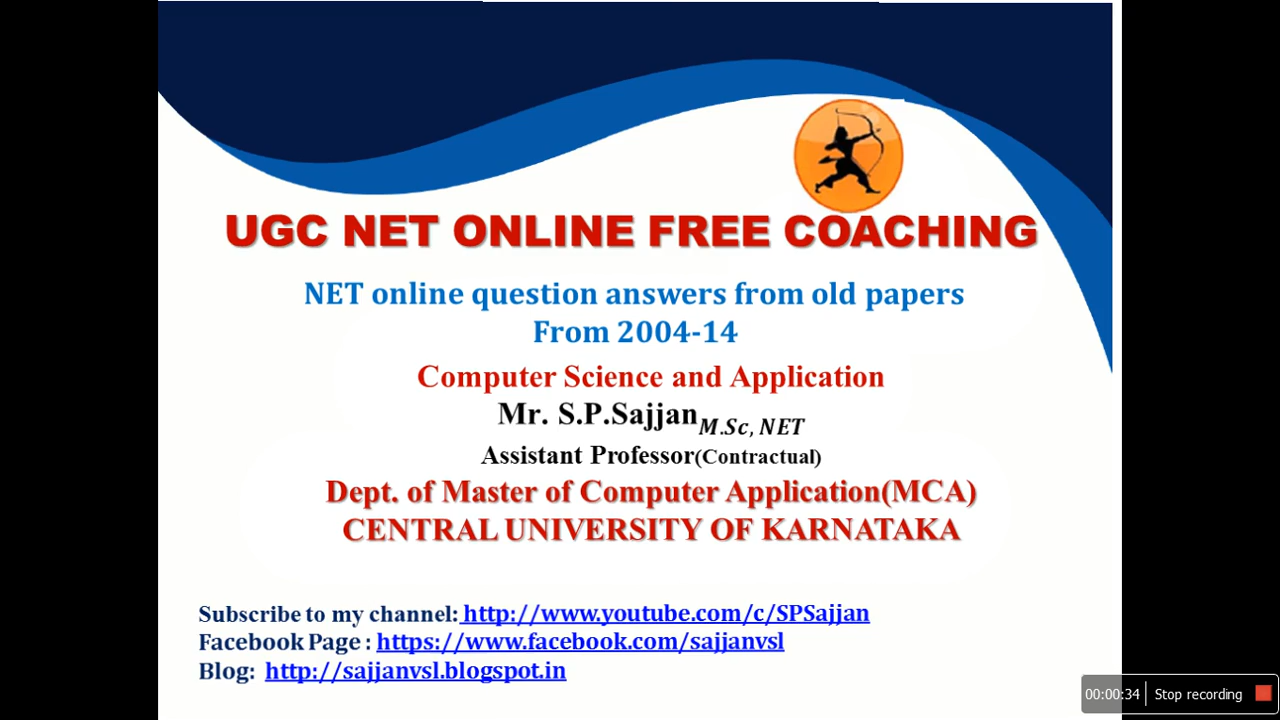 UGC NET ONLINE FREE COACHING
NET online question answers from old papers
From 2004-14
Computer Science and Application
Mr. S.P.Sajjan M.Sc, NET
Assistant Professor(Contractual)
Dept. of Master of Computer Application(MCA)
CENTRAL UNIVERSITY OF KARNATAKA
Subscribe to my channel: http://www.youtube.com/c/SPSajjan
Facebook Page : https://www.facebook.com/sajjanvsl
Blog: http://sajjanvsl.blogspot.in
00:00:34 Stop recording